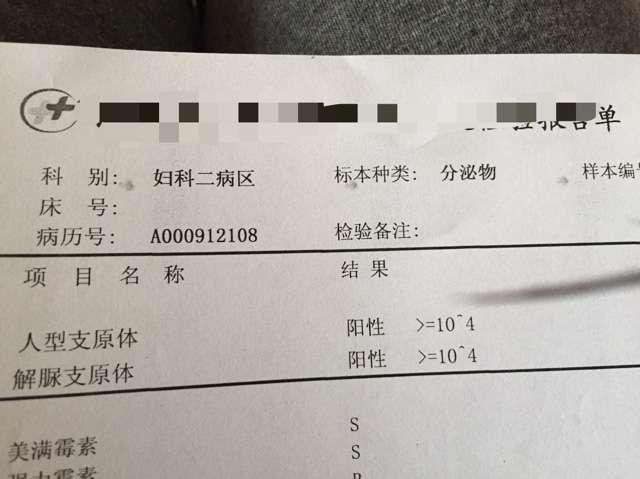 报告单
科 别: 妇科二病区 标本种类: 分泌物 样本编
床 号:
病历号: A000912108 检验备注:
项 目 名 称 结 果
人型支原体 阳性 >=10^4
解脲支原体 阳性 >=10^4
S
美满霉素 S